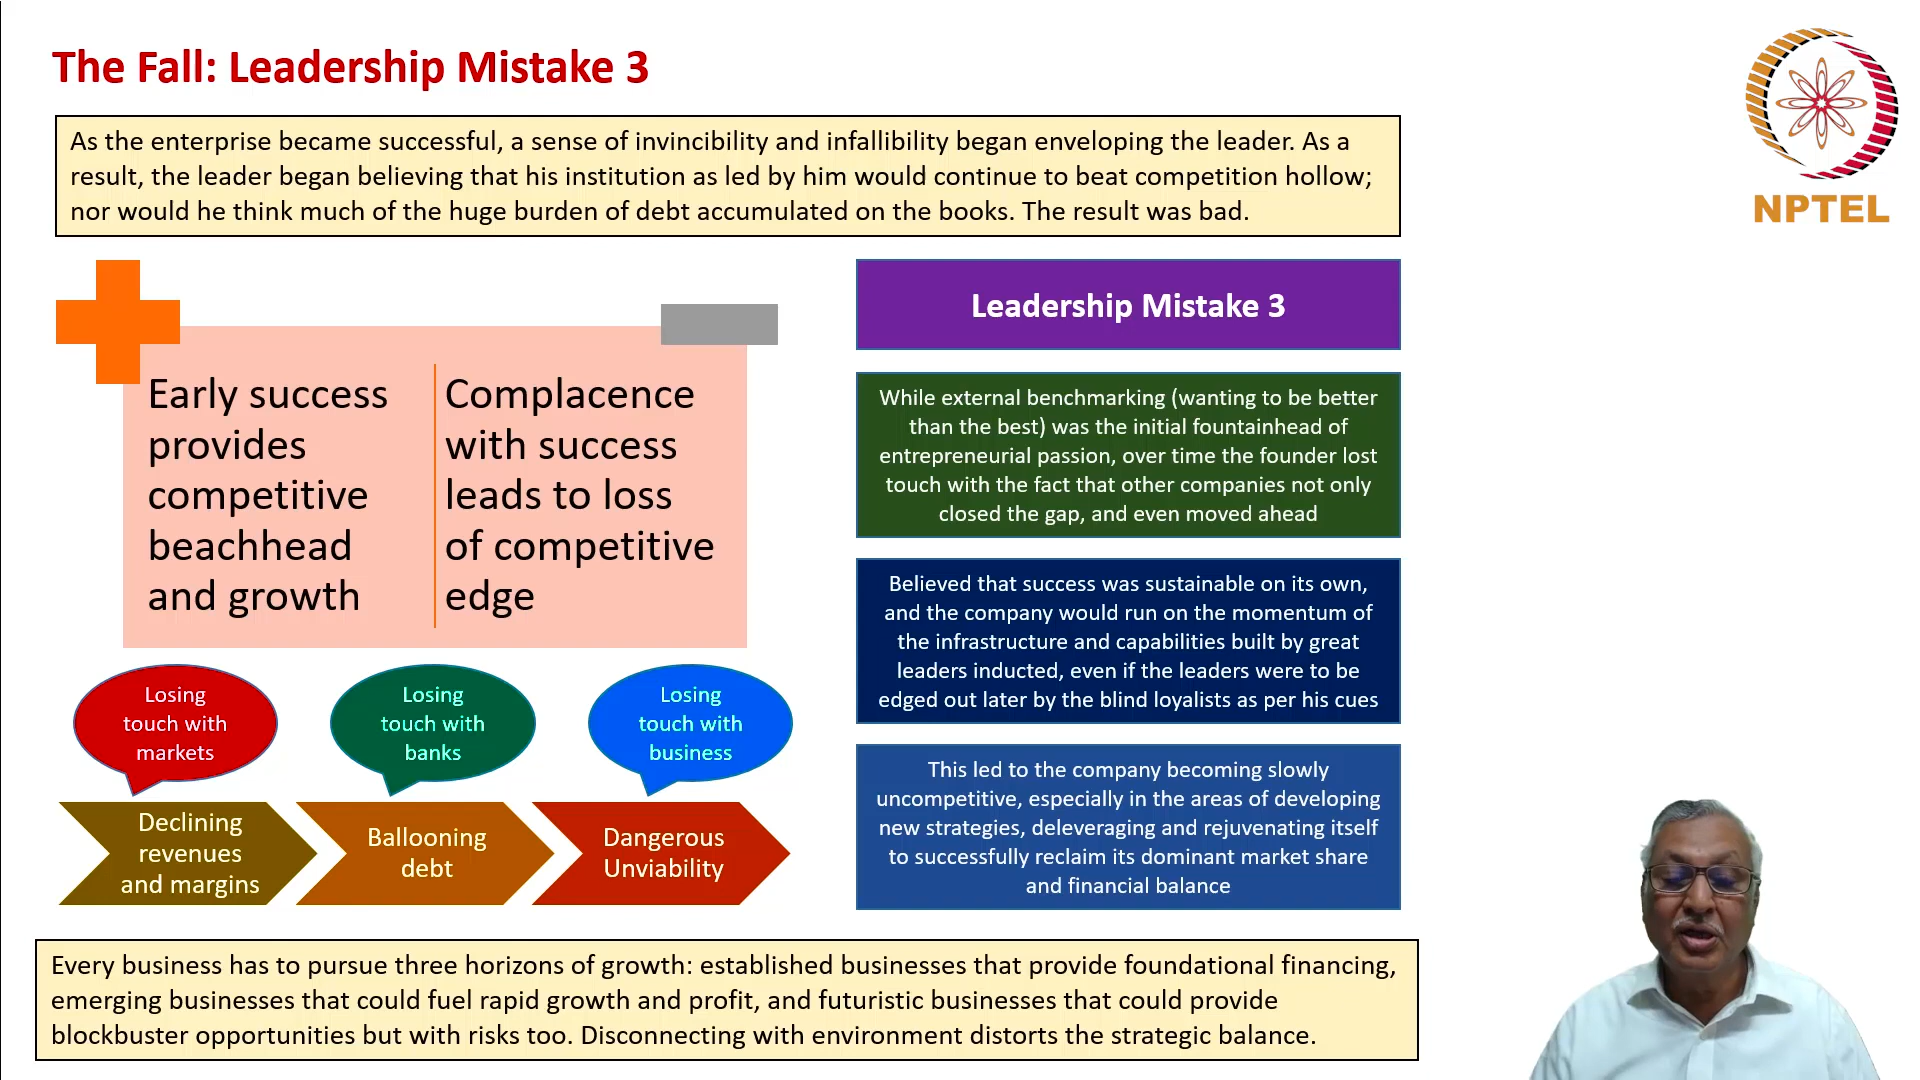 The Fall: Leadership Mistake 3
As the enterprise became successful, a sense of invincibility and infallibility began enveloping the leader. As a
result, the leader began believing that his institution as led by him would continue to beat competition hollow;
nor would he think much of the huge burden of debt accumulated on the books. The result was bad.
NPTEL
Early success
provides
competitive
beachhead
and growth
Complacence
with success
leads to loss
of competitive
edge
Losing
touch with
markets
Losing
touch with
banks
Losing
touch with
business
Declining
revenues
and margins
Ballooning
debt
Dangerous
Unviability
Leadership Mistake 3
While external benchmarking (wanting to be better
than the best) was the initial fountainhead of
entrepreneurial passion, over time the founder lost
touch with the fact that other companies not only
closed the gap, and even moved ahead
Believed that success was sustainable on its own,
and the company would run on the momentum of
the infrastructure and capabilities built by great
leaders inducted, even if the leaders were to be
edged out later by the blind loyalists as per his cues
This led to the company becoming slowly
uncompetitive, especially in the areas of developing
new strategies, deleveraging and rejuvenating itself
to successfully reclaim its dominant market share
and financial balance
Every business has to pursue three horizons of growth: established businesses that provide foundational financing,
emerging businesses that could fuel rapid growth and profit, and futuristic businesses that could provide
blockbuster opportunities but with risks too. Disconnecting with environment distorts the strategic balance.